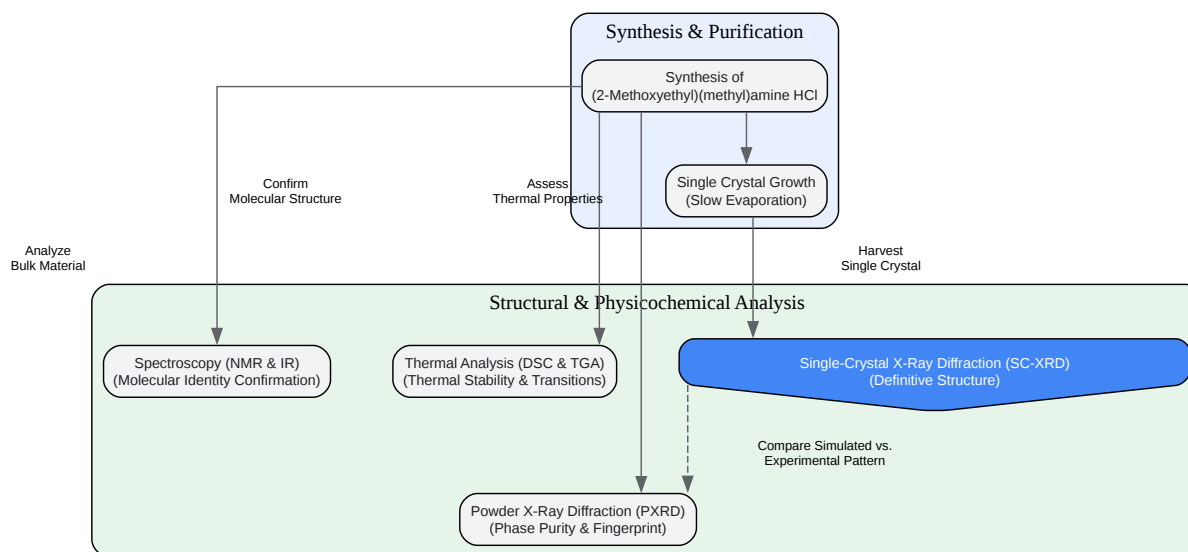 Synthesis & Purification
Synthesis of
(2-Methoxyethyl)(methyl)amine HCl
Confirm
Molecular Structure
Assess
Thermal Properties
Single Crystal Growth
(Slow Evaporation)
Analyze
Bulk Material
Harvest
Single Crystal
Structural & Physicochemical Analysis
Spectroscopy (NMR & IR)
(Molecular Identity Confirmation)
Thermal Analysis (DSC & TGA)
(Thermal Stability & Transitions)
Single-Crystal X-Ray Diffraction (SC-XRD)
(Definitive Structure)
Compare Simulated vs.
Experimental Pattern
Powder X-Ray Diffraction (PXRD)
(Phase Purity & Fingerprint)